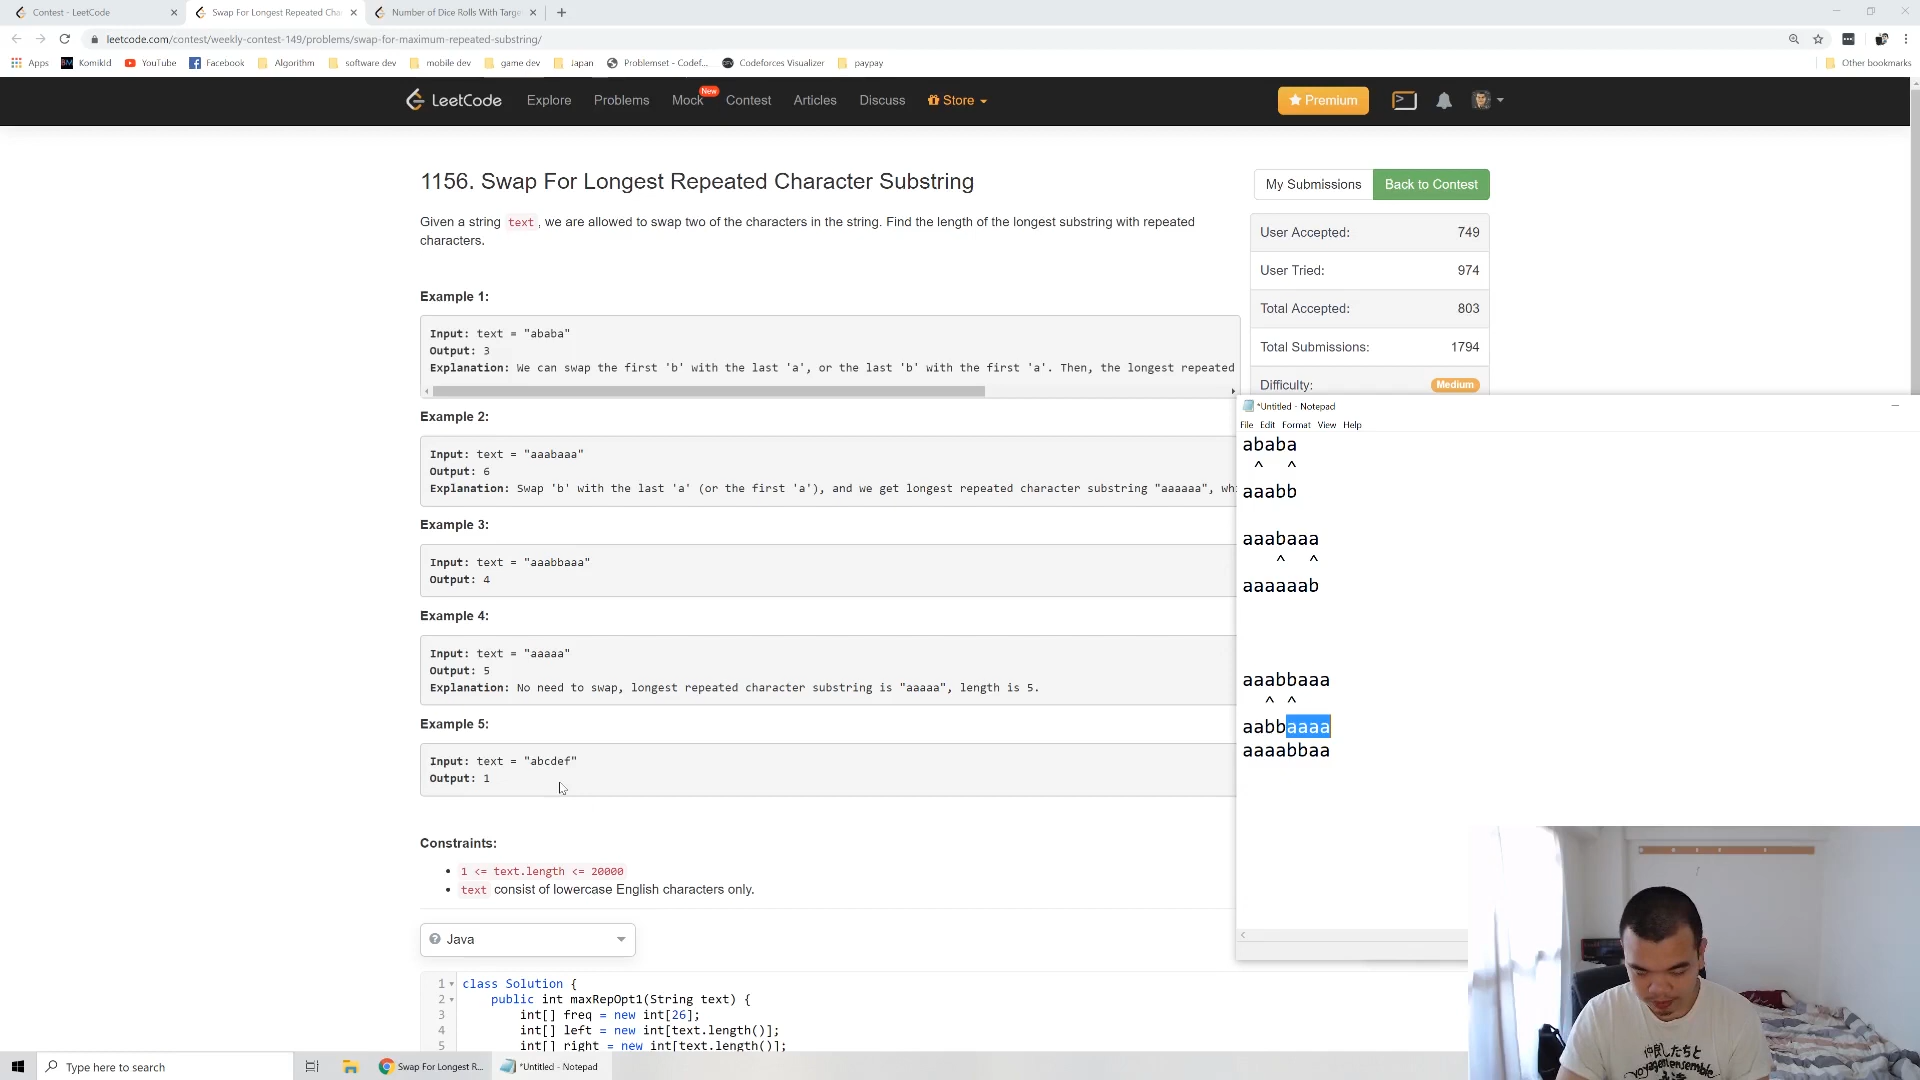 Contest - LeetCode
Swap For Longest Repeated Cha
Number of Dice Rolls With Targe
leetcode.com/contest/weekly-contest-149/problems/swap-for-maximum-repeated-substring/
Apps
Komikid
YouTube
Facebook
Algorithm
software dev
mobile dev
game dev
Japan
Problemset - Codef...
Codeforces Visualizer
paypay
Other bookmarks
LeetCode
Explore
Problems
Mock
New
Contest
Articles
Discuss
Store
Premium
1156. Swap For Longest Repeated Character Substring
My Submissions
Back to Contest
Given a string text, we are allowed to swap two of the characters in the string. Find the length of the longest substring with repeated
characters.
User Accepted: 749
User Tried: 974
Total Accepted: 803
Total Submissions: 1794
Difficulty: Medium
Example 1:
Input: text = "ababa"
Output: 3
Explanation: We can swap the first 'b' with the last 'a', or the last 'b' with the first 'a'. Then, the longest repeated
Example 2:
Input: text = "aaabaaa"
Output: 6
Explanation: Swap 'b' with the last 'a' (or the first 'a'), and we get longest repeated character substring "aaaaaa", wh
Example 3:
Input: text = "aaabbaaa"
Output: 4
Example 4:
Input: text = "aaaaa"
Output: 5
Explanation: No need to swap, longest repeated character substring is "aaaaa", length is 5.
Example 5:
Input: text = "abcdef"
Output: 1
Constraints:
1 <= text.length <= 20000
text consist of lowercase English characters only.
Java
1 class Solution {
2 public int maxRepOpt1(String text) {
3 int[] freq = new int[26];
4 int[] left = new int[text.length()];
5 int[] right = new int[text.length()];
*Untitled - Notepad
File Edit Format View Help
ababa
^ ^
aaabb
aaabaaa
^ ^
aaaaaab
aaabbaaa
^ ^
aabbaaaa
aaaabbaa
Type here to search
Swap For Longest R...
*Untitled - Notepad